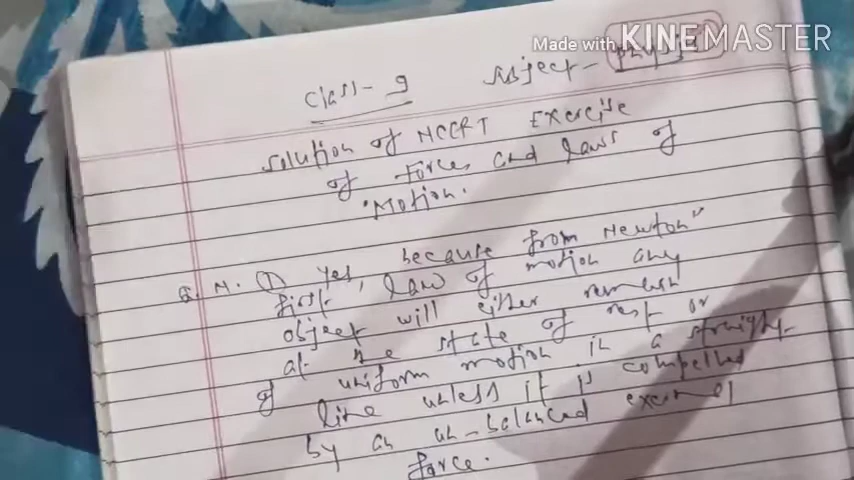 Made with KINEMASTER
Class - 9 Subject - Physics
Solution of NCERT Exercise
of Forces and laws of
"Motion.
Q. N. ① Yes, because from Newton"
first law of motion any
object will either remain
at the state of rest or
of uniform motion in a straight
line unless it is compelled
by an un-balanced external
force.